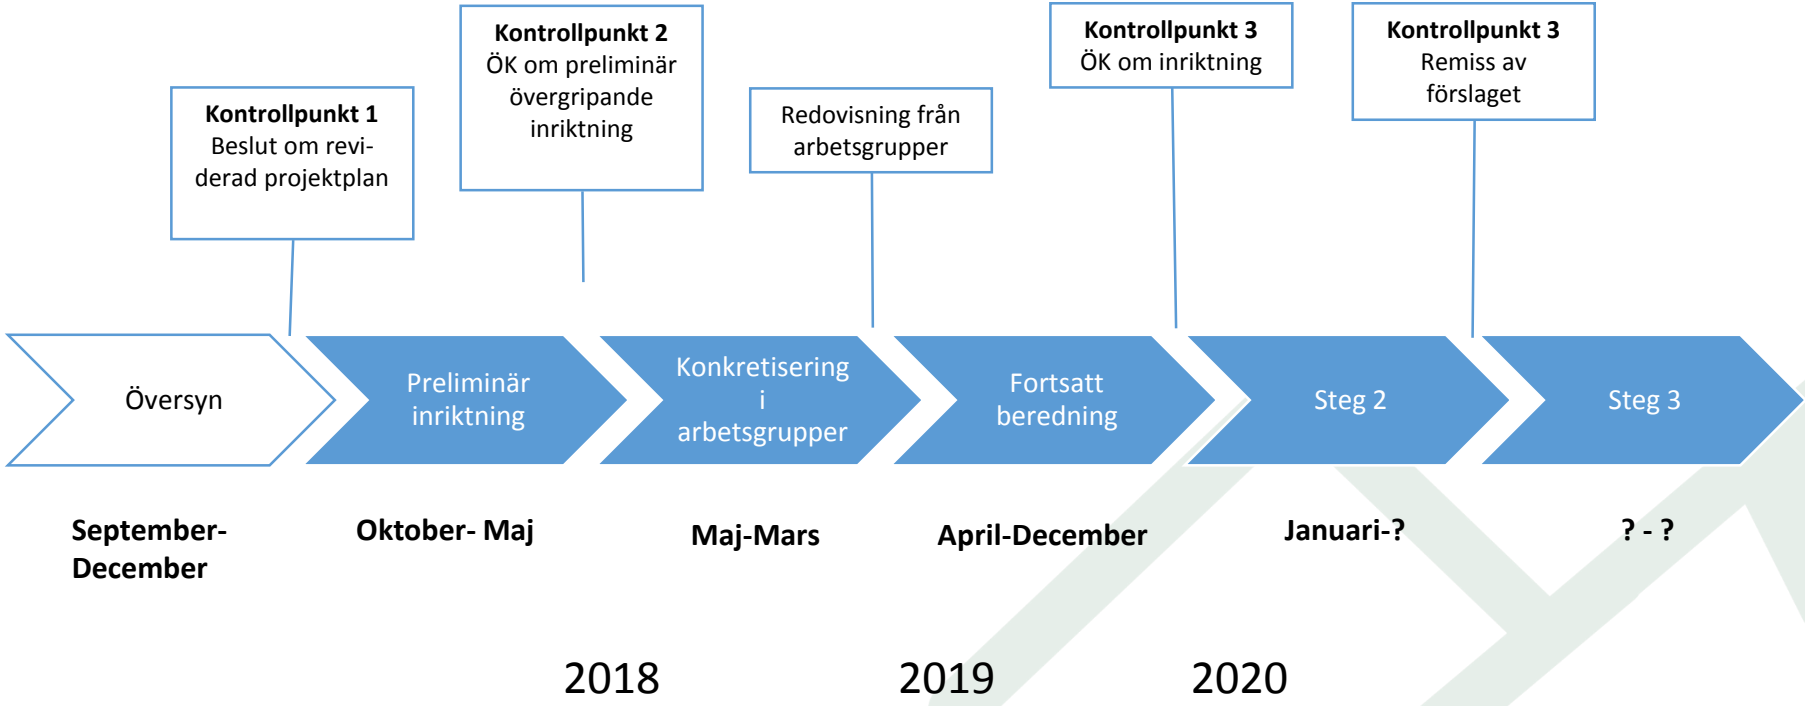 Kontrollpunkt 1
Beslut om revi-
derad projektplan
Kontrollpunkt 2
ÖK om preliminär
övergripande
inriktning
Redovisning från
arbetsgrupper
Kontrollpunkt 3
ÖK om inriktning
Kontrollpunkt 3
Remiss av
förslaget
Översyn
Preliminär
inriktning
Konkretisering
i
arbetsgrupper
Fortsatt
beredning
Steg 2
Steg 3
September-
December
Oktober- Maj
Maj-Mars
April-December
Januari-?
? - ?
2018
2019
2020